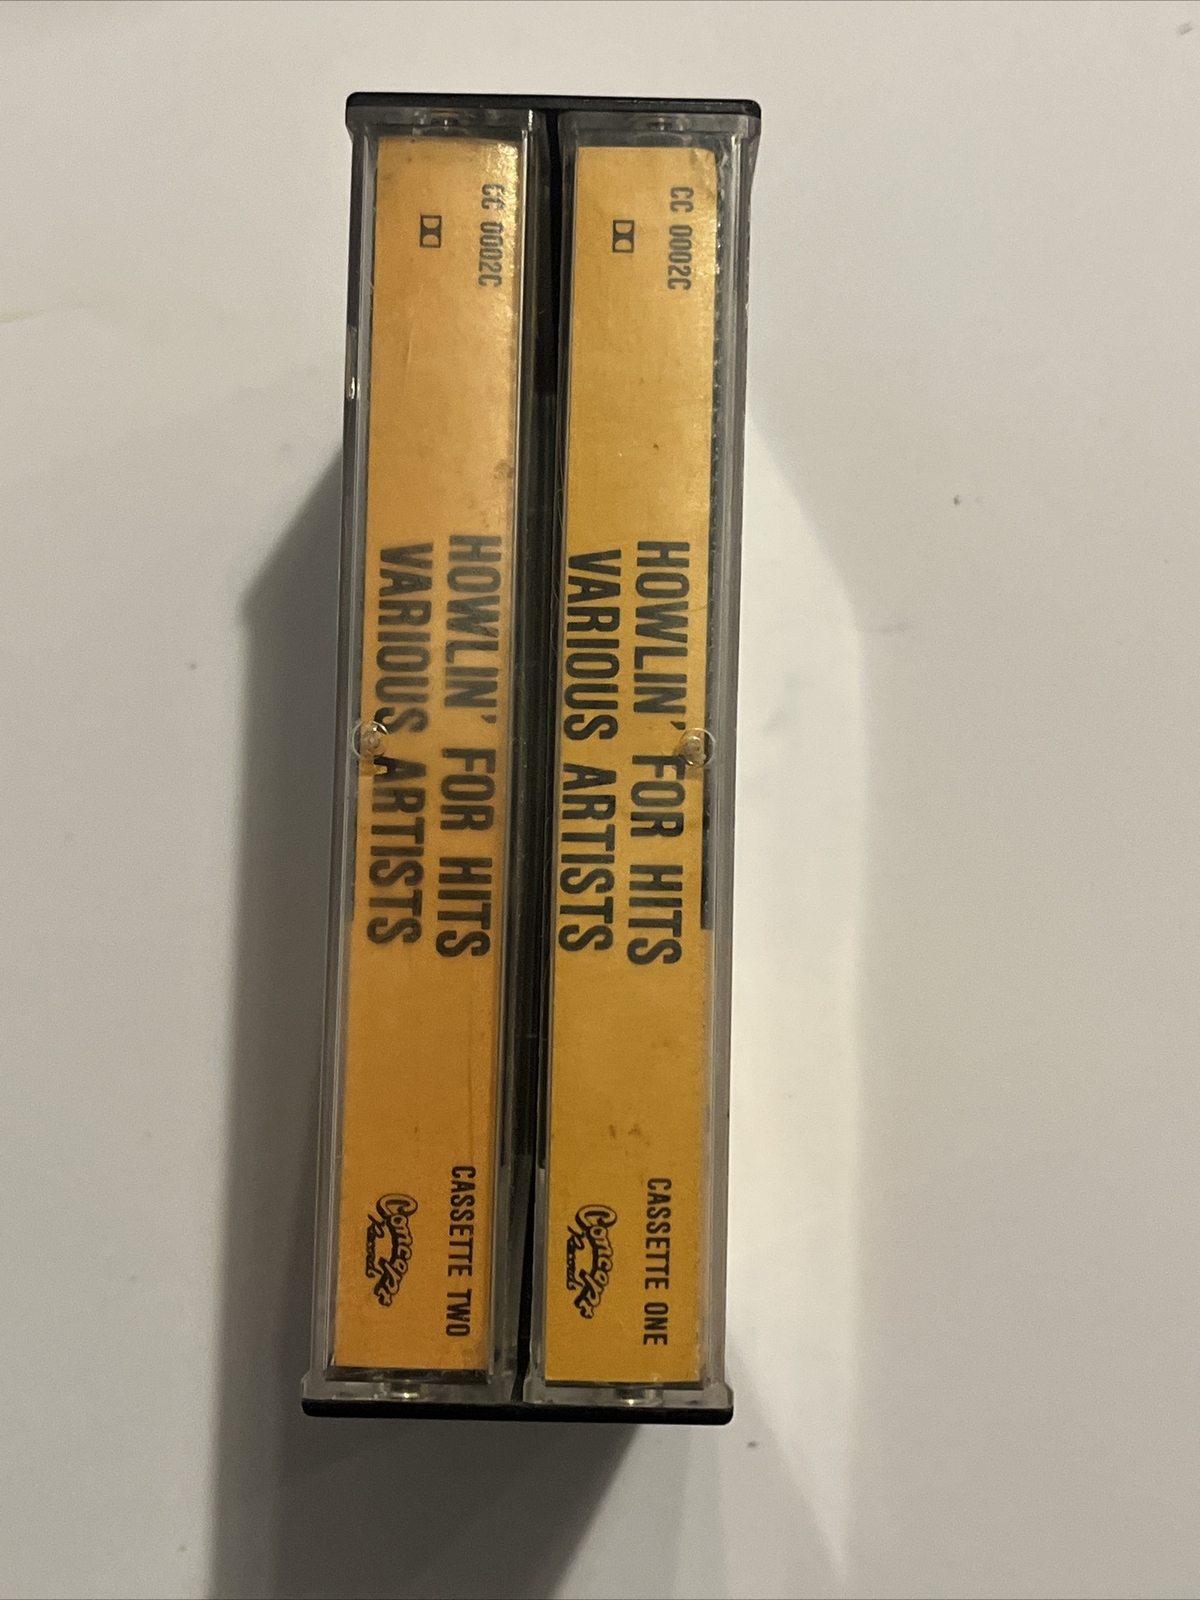 CC 0002C
HOWLIN' FOR HITS
VARIOUS ARTISTS
CASSETTE ONE
Concept
Records
CC 0002C
HOWLIN' FOR HITS
VARIOUS ARTISTS
CASSETTE TWO
Concept
Records